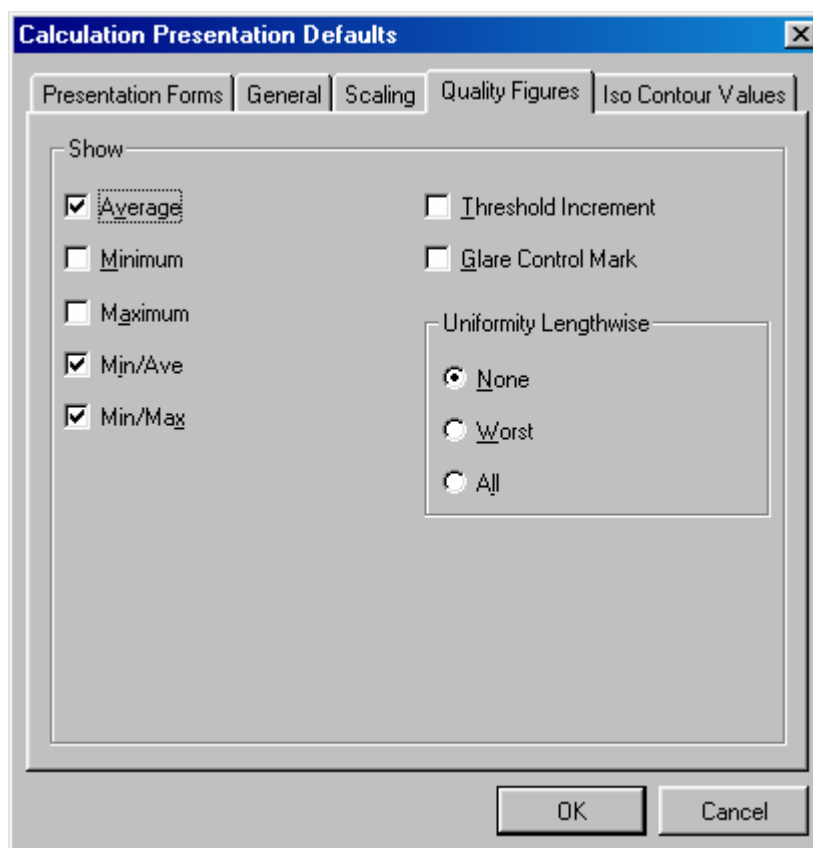 Calculation Presentation Defaults
Presentation Forms
General
Scaling
Quality Figures
Iso Contour Values
Show
Average
Minimum
Maximum
Min/Ave
Min/Max
Threshold Increment
Glare Control Mark
Uniformity Lengthwise
None
Worst
All
OK
Cancel